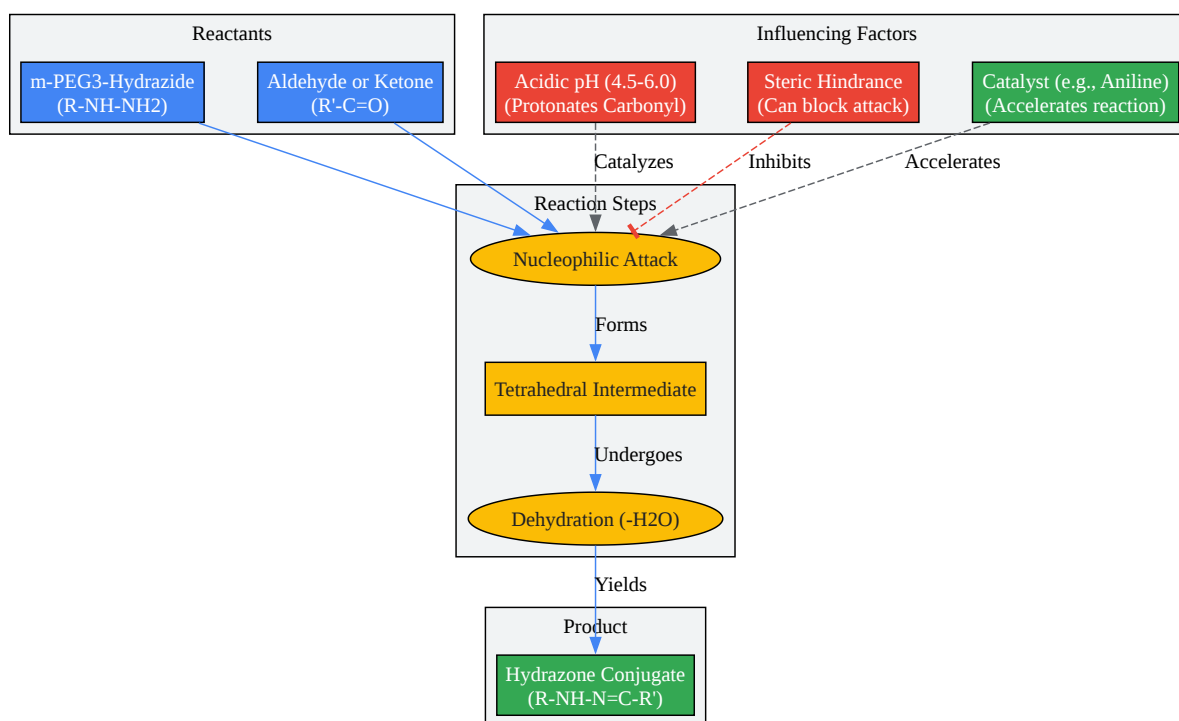 Reactants
m-PEG3-Hydrazide
(R-NH-NH2)
Aldehyde or Ketone
(R'-C=O)
Influencing Factors
Acidic pH (4.5-6.0)
(Protonates Carbonyl)
Steric Hindrance
(Can block attack)
Catalyst (e.g., Aniline)
(Accelerates reaction)
Catalyzes
Inhibits
Accelerates
Reaction Steps
Nucleophilic Attack
Forms
Tetrahedral Intermediate
Undergoes
Dehydration (-H2O)
Yields
Product
Hydrazone Conjugate
(R-NH-N=C-R')